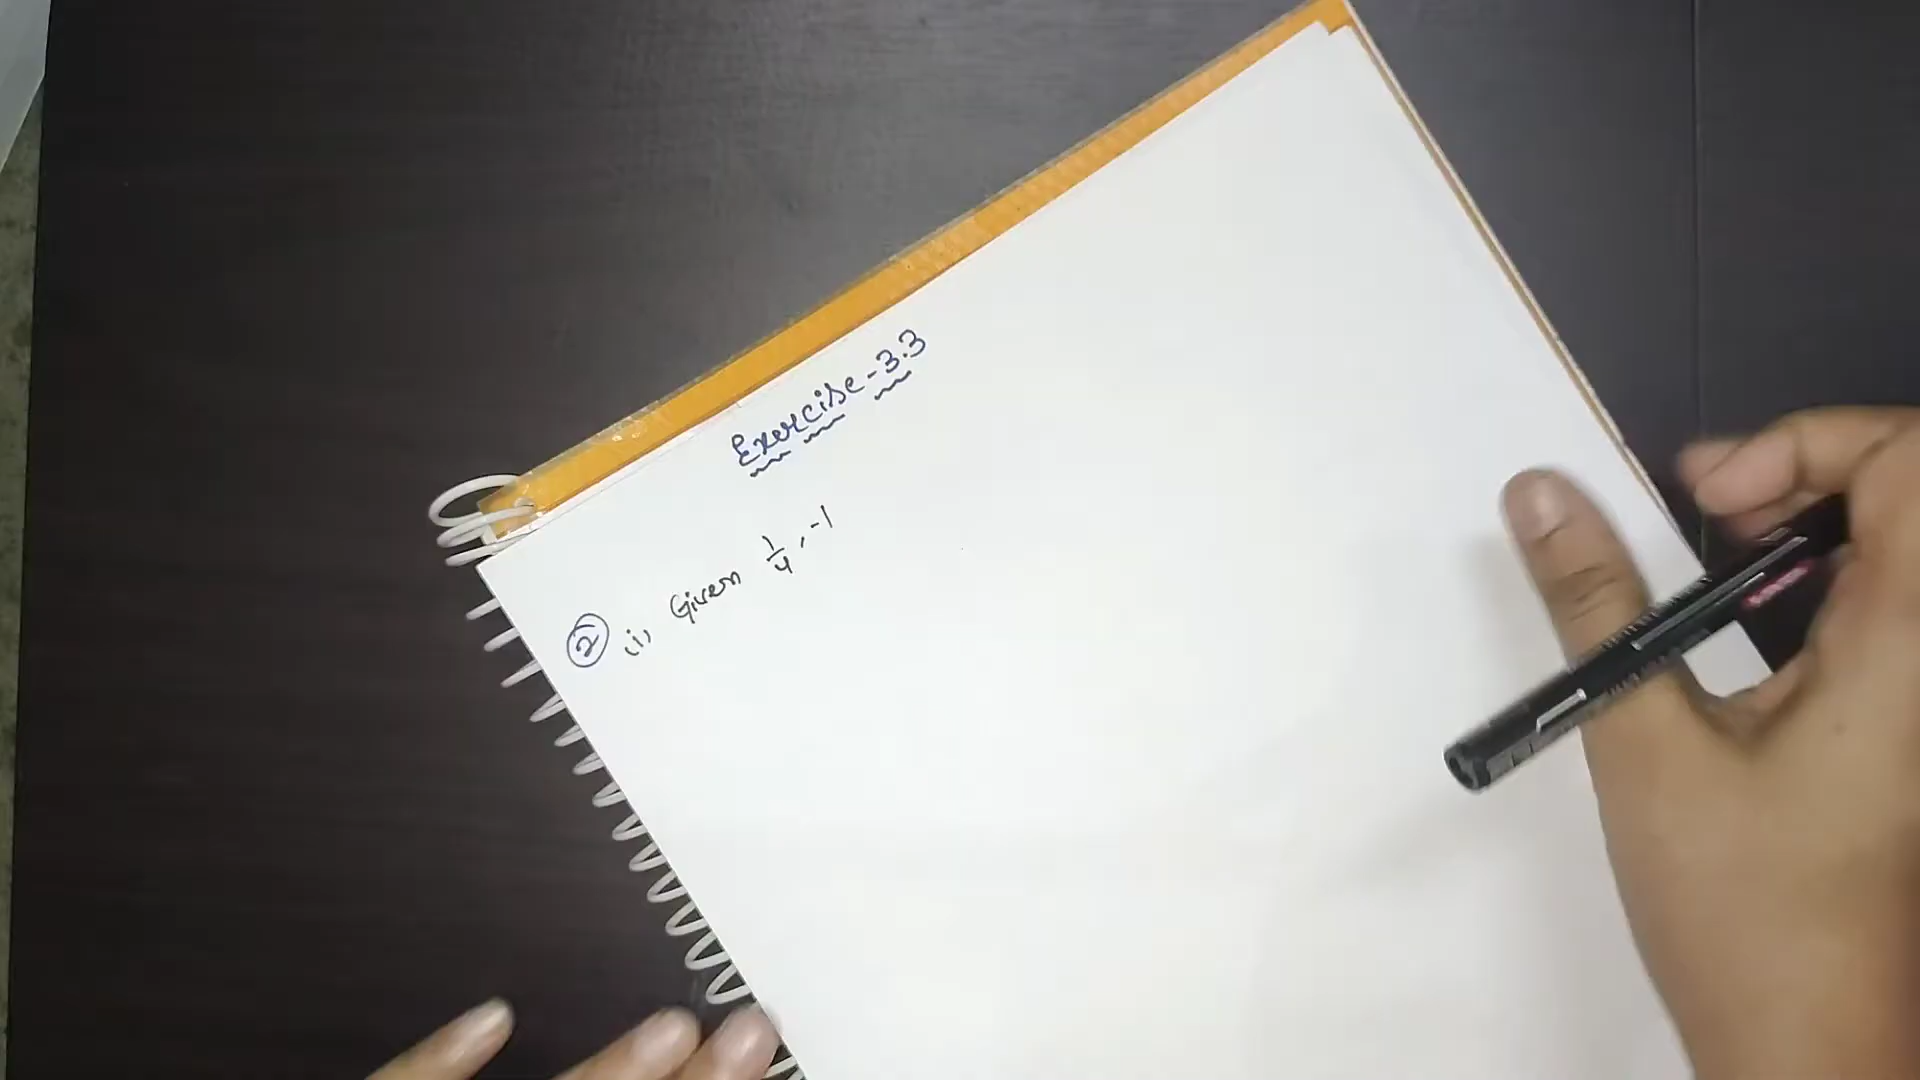 Exercise - 3.3
② (i) Given 1/4, -1